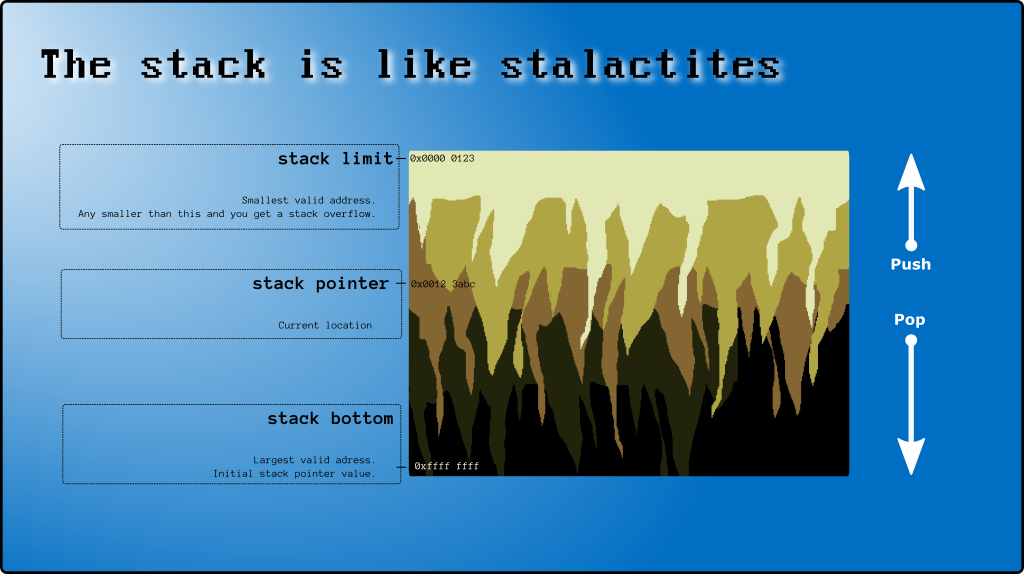 The stack is like stalactites
stack limit
0x0000 0123
Smallest valid address.
Any smaller than this and you get a stack overflow.
stack pointer
0x0012 3abc
Current location
stack bottom
Largest valid adress.
Initial stack pointer value.
0xffff ffff
Push
Pop